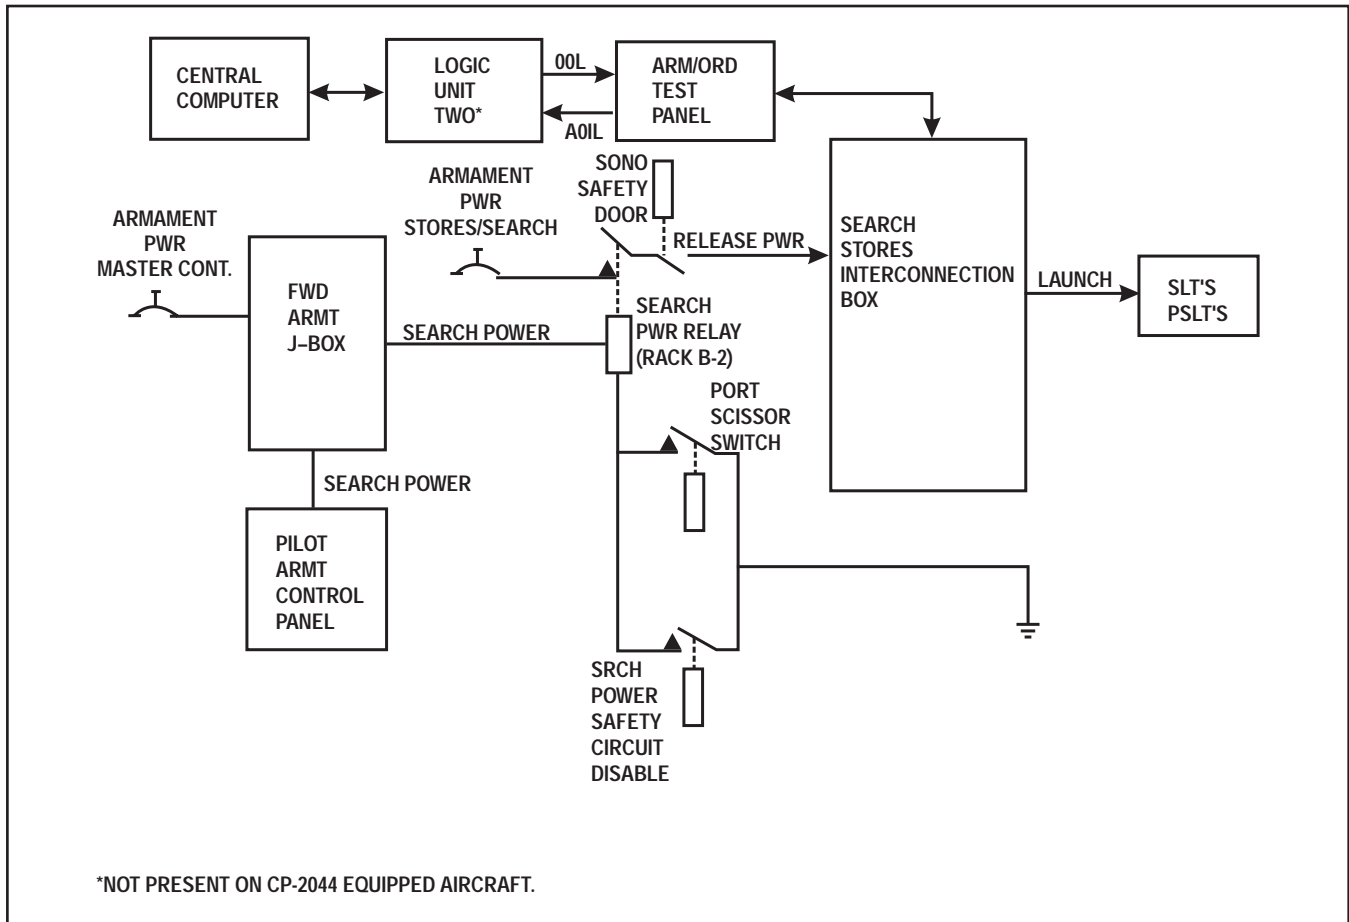 CENTRAL
COMPUTER
LOGIC
UNIT
TWO*
00L
A0IL
ARM/ORD
TEST
PANEL
ARMAMENT
PWR
MASTER CONT.
ARMAMENT
PWR
STORES/SEARCH
SONO
SAFETY
DOOR
RELEASE PWR
SEARCH
STORES
INTERCONNECTION
BOX
LAUNCH
SLT'S
PSLT'S
FWD
ARMT
J–BOX
SEARCH POWER
SEARCH
PWR RELAY
(RACK B-2)
PORT
SCISSOR
SWITCH
SEARCH POWER
PILOT
ARMT
CONTROL
PANEL
SRCH
POWER
SAFETY
CIRCUIT
DISABLE
*NOT PRESENT ON CP-2044 EQUIPPED AIRCRAFT.